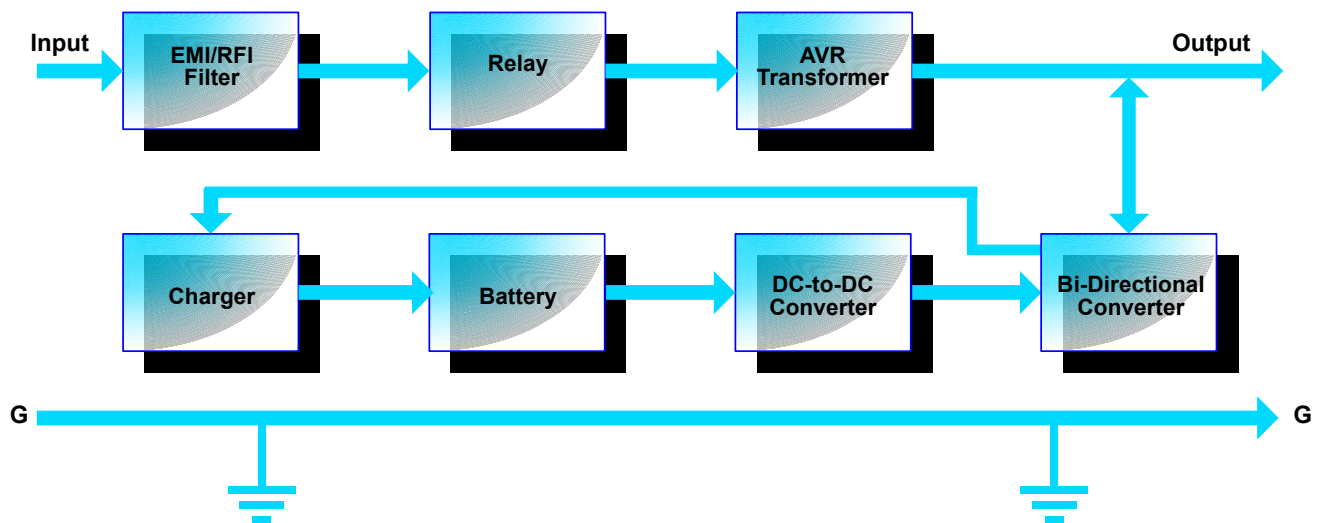 Input
EMI/RFI
Filter
Relay
AVR
Transformer
Output
Charger
Battery
DC-to-DC
Converter
Bi-Directional
Converter
G
G